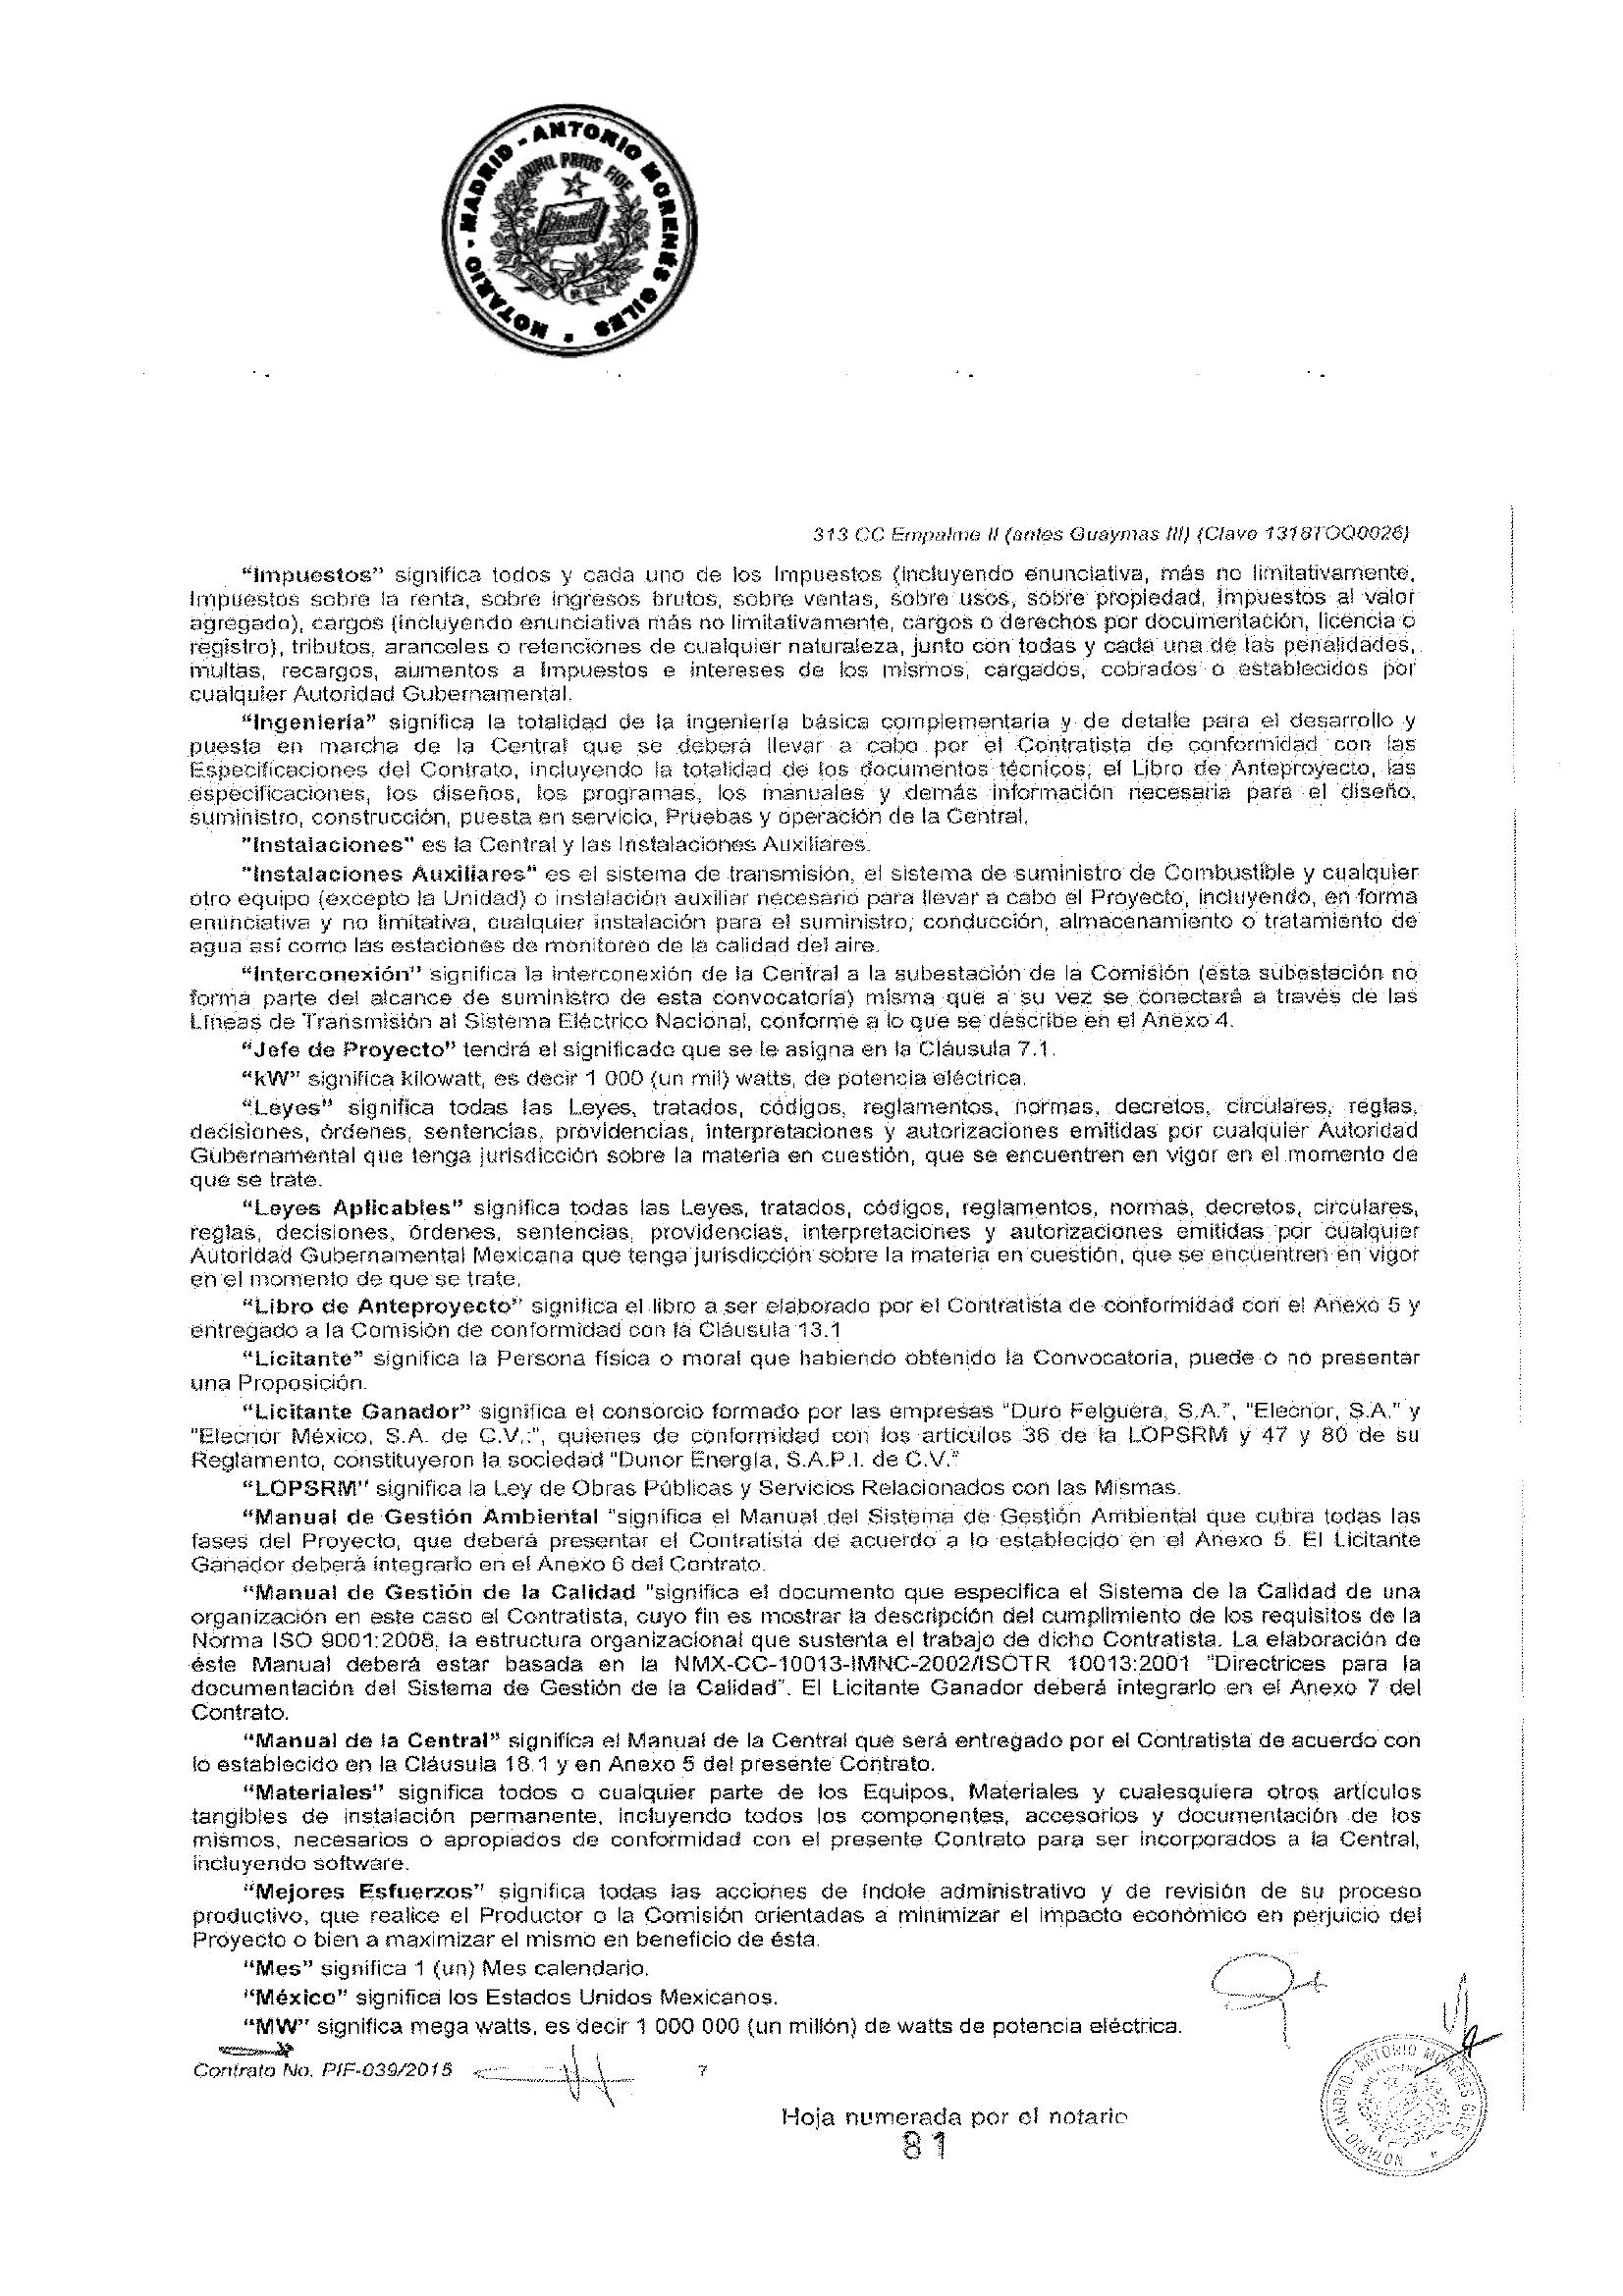 NOTARIO - MADRID - ANTONIO MORENÉS GILES
NIHIL PRIUS FIDE
313 CC Empalme II (antes Guaymas III) (Clave 1318TOQ0026)
“Impuestos” significa todos y cada uno de los Impuestos (incluyendo enunciativa, más no limitativamente,
Impuestos sobre la renta, sobre ingresos brutos, sobre ventas, sobre usos, sobre propiedad, impuestos al valor
agregado), cargos (incluyendo enunciativa más no limitativamente, cargos o derechos por documentación, licencia o
registro), tributos, aranceles o retenciones de cualquier naturaleza, junto con todas y cada una de las penalidades,
multas, recargos, aumentos a Impuestos e intereses de los mismos, cargados, cobrados o establecidos por
cualquier Autoridad Gubernamental.
“Ingeniería” significa la totalidad de la ingeniería básica complementaria y de detalle para el desarrollo y
puesta en marcha de la Central que se deberá llevar a cabo por el Contratista de conformidad con las
Especificaciones del Contrato, incluyendo la totalidad de los documentos técnicos; el Libro de Anteproyecto, las
especificaciones, los diseños, los programas, los manuales y demás información necesaria para el diseño,
suministro, construcción, puesta en servicio, Pruebas y operación de la Central.
"Instalaciones" es la Central y las Instalaciones Auxiliares.
"Instalaciones Auxiliares" es el sistema de transmisión, el sistema de suministro de Combustible y cualquier
otro equipo (excepto la Unidad) o instalación auxiliar necesario para llevar a cabo el Proyecto, incluyendo, en forma
enunciativa y no limitativa, cualquier instalación para el suministro, conducción, almacenamiento o tratamiento de
agua así como las estaciones de monitoreo de la calidad del aire.
“Interconexión” significa la interconexión de la Central a la subestación de la Comisión (esta subestación no
forma parte del alcance de suministro de esta convocatoria) misma que a su vez se conectará a través de las
Líneas de Transmisión al Sistema Eléctrico Nacional, conforme a lo que se describe en el Anexo 4.
“Jefe de Proyecto” tendrá el significado que se le asigna en la Cláusula 7.1.
“kW” significa kilowatt, es decir 1 000 (un mil) watts, de potencia eléctrica.
“Leyes” significa todas las Leyes, tratados, códigos, reglamentos, normas, decretos, circulares, reglas,
decisiones, órdenes, sentencias, providencias, interpretaciones y autorizaciones emitidas por cualquier Autoridad
Gubernamental que tenga jurisdicción sobre la materia en cuestión, que se encuentren en vigor en el momento de
que se trate.
“Leyes Aplicables” significa todas las Leyes, tratados, códigos, reglamentos, normas, decretos, circulares,
reglas, decisiones, órdenes, sentencias, providencias, interpretaciones y autorizaciones emitidas por cualquier
Autoridad Gubernamental Mexicana que tenga jurisdicción sobre la materia en cuestión, que se encuentren en vigor
en el momento de que se trate.
“Libro de Anteproyecto” significa el libro a ser elaborado por el Contratista de conformidad con el Anexo 5 y
entregado a la Comisión de conformidad con la Cláusula 13.1
“Licitante” significa la Persona física o moral que habiendo obtenido la Convocatoria, puede o no presentar
una Proposición.
“Licitante Ganador” significa el consorcio formado por las empresas "Duro Felguera, S.A.", "Elecnor, S.A." y
"Elecnor México, S.A. de C.V.:", quienes de conformidad con los artículos 36 de la LOPSRM y 47 y 80 de su
Reglamento, constituyeron la sociedad "Dunor Energía, S.A.P.I. de C.V."
“LOPSRM” significa la Ley de Obras Públicas y Servicios Relacionados con las Mismas.
“Manual de Gestión Ambiental "significa el Manual del Sistema de Gestión Ambiental que cubra todas las
fases del Proyecto, que deberá presentar el Contratista de acuerdo a lo establecido en el Anexo 5. El Licitante
Ganador deberá integrarlo en el Anexo 6 del Contrato.
“Manual de Gestión de la Calidad "significa el documento que especifica el Sistema de la Calidad de una
organización en este caso el Contratista, cuyo fin es mostrar la descripción del cumplimiento de los requisitos de la
Norma ISO 9001:2008, la estructura organizacional que sustenta el trabajo de dicho Contratista. La elaboración de
éste Manual deberá estar basada en la NMX-CC-10013-IMNC-2002/ISOTR 10013:2001 "Directrices para la
documentación del Sistema de Gestión de la Calidad". El Licitante Ganador deberá integrarlo en el Anexo 7 del
Contrato.
“Manual de la Central” significa el Manual de la Central que será entregado por el Contratista de acuerdo con
lo establecido en la Cláusula 18.1 y en Anexo 5 del presente Contrato.
“Materiales” significa todos o cualquier parte de los Equipos, Materiales y cualesquiera otros artículos
tangibles de instalación permanente, incluyendo todos los componentes, accesorios y documentación de los
mismos, necesarios o apropiados de conformidad con el presente Contrato para ser incorporados a la Central,
incluyendo software.
“Mejores Esfuerzos” significa todas las acciones de índole administrativo y de revisión de su proceso
productivo, que realice el Productor o la Comisión orientadas a minimizar el impacto económico en perjuicio del
Proyecto o bien a maximizar el mismo en beneficio de ésta.
“Mes” significa 1 (un) Mes calendario.
“México” significa los Estados Unidos Mexicanos.
“MW” significa mega watts, es decir 1 000 000 (un millón) de watts de potencia eléctrica.
Contrato No. PIF-039/2015
7
Hoja numerada por el notario
81
NOTARIO - MADRID - ANTONIO MORENES GILES